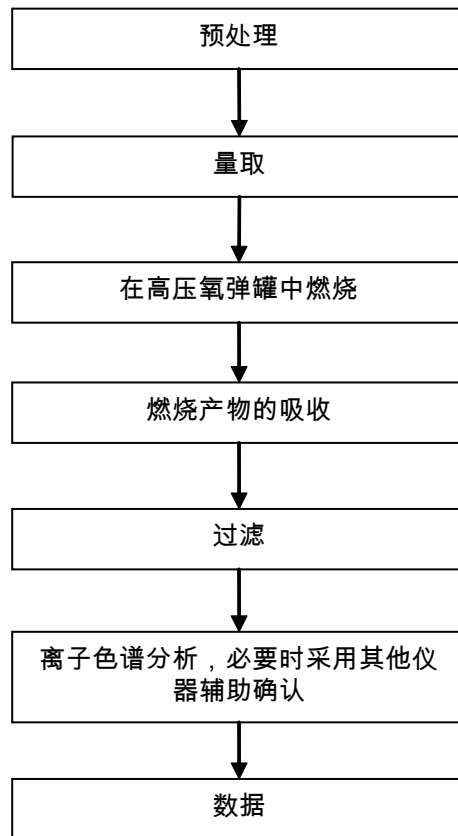 预处理
量取
在高压氧弹罐中燃烧
燃烧产物的吸收
过滤
离子色谱分析，必要时采用其他仪
器辅助确认
数据